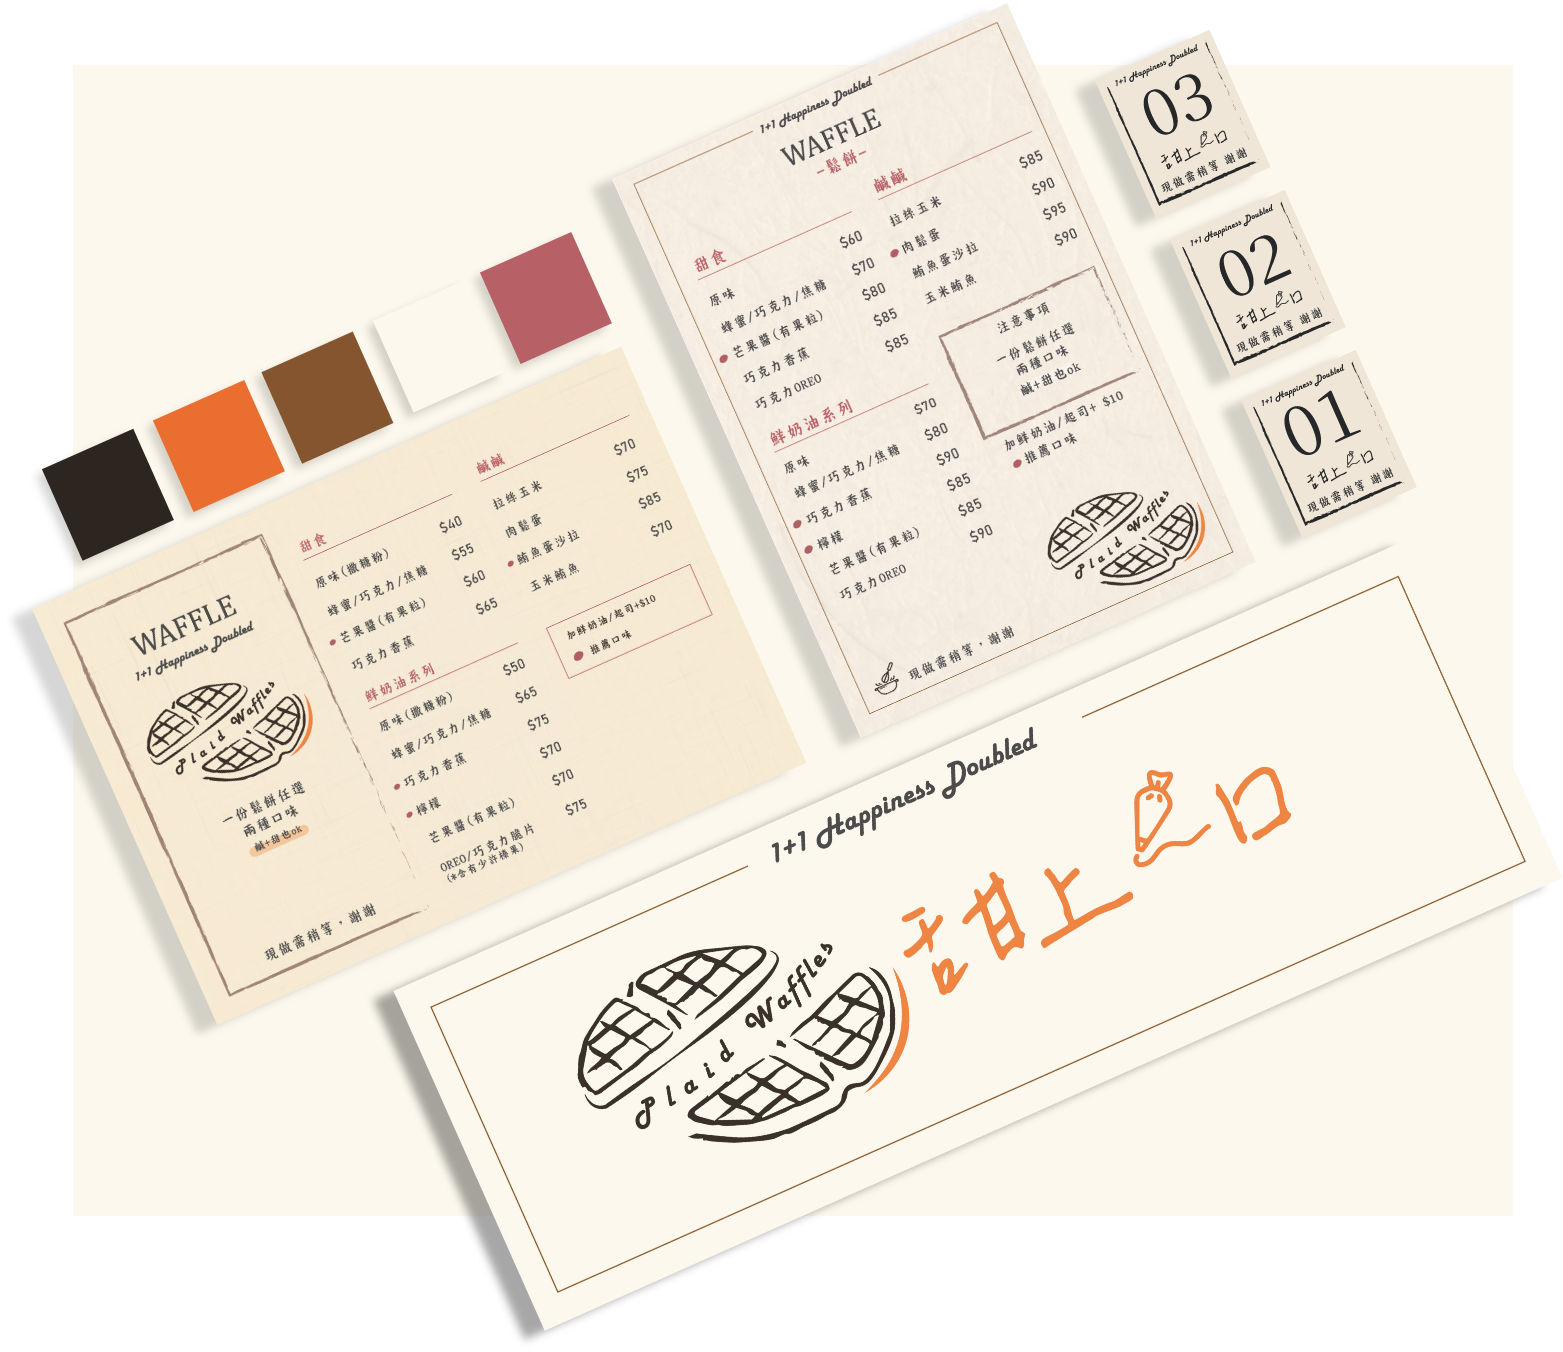 WAFFLE
1+1 Happiness Doubled
Plaid Waffles
一份鬆餅任選
兩種口味
鹹+甜也ok
現做需稍等，謝謝
甜食
原味(撒糖粉) $40
蜂蜜/巧克力/焦糖 $55
芒果醬(有果粒) $60
巧克力香蕉 $65
鮮奶油系列
原味(撒糖粉) $50
蜂蜜/巧克力/焦糖 $65
巧克力香蕉 $75
檸檬 $70
芒果醬(有果粒) $70
OREO/巧克力脆片 $75
(*含有少許榛果)
鹹鹹
拉絲玉米 $70
肉鬆蛋 $75
鮪魚蛋沙拉 $85
玉米鮪魚 $70
加鮮奶油/起司+$10
推薦口味
1+1 Happiness Doubled
WAFFLE
-鬆餅-
甜食
原味 $60
蜂蜜/巧克力/焦糖 $70
芒果醬(有果粒) $80
巧克力香蕉 $85
巧克力OREO $85
鮮奶油系列
原味 $70
蜂蜜/巧克力/焦糖 $80
巧克力香蕉 $90
檸檬 $85
芒果醬(有果粒) $85
巧克力OREO $90
鹹鹹
拉絲玉米 $85
肉鬆蛋 $90
鮪魚蛋沙拉 $95
玉米鮪魚 $90
注意事項
一份鬆餅任選
兩種口味
鹹+甜也ok
加鮮奶油/起司+ $10
推薦口味
Plaid Waffles
現做需稍等，謝謝
1+1 Happiness Doubled
03
甜上口
現做需稍等 謝謝
1+1 Happiness Doubled
02
甜上口
現做需稍等 謝謝
1+1 Happiness Doubled
01
甜上口
現做需稍等 謝謝
1+1 Happiness Doubled
甜上口
Plaid Waffles